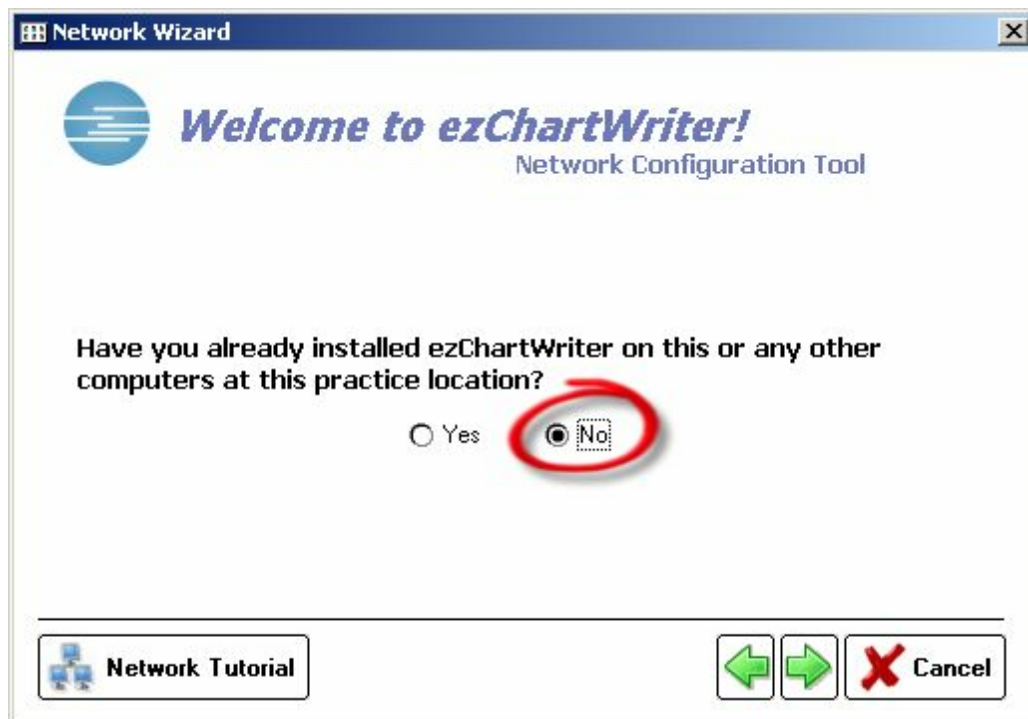 Network Wizard
Welcome to ezChartWriter!
Network Configuration Tool
Have you already installed ezChartWriter on this or any other
computers at this practice location?
Yes No
Network Tutorial Cancel